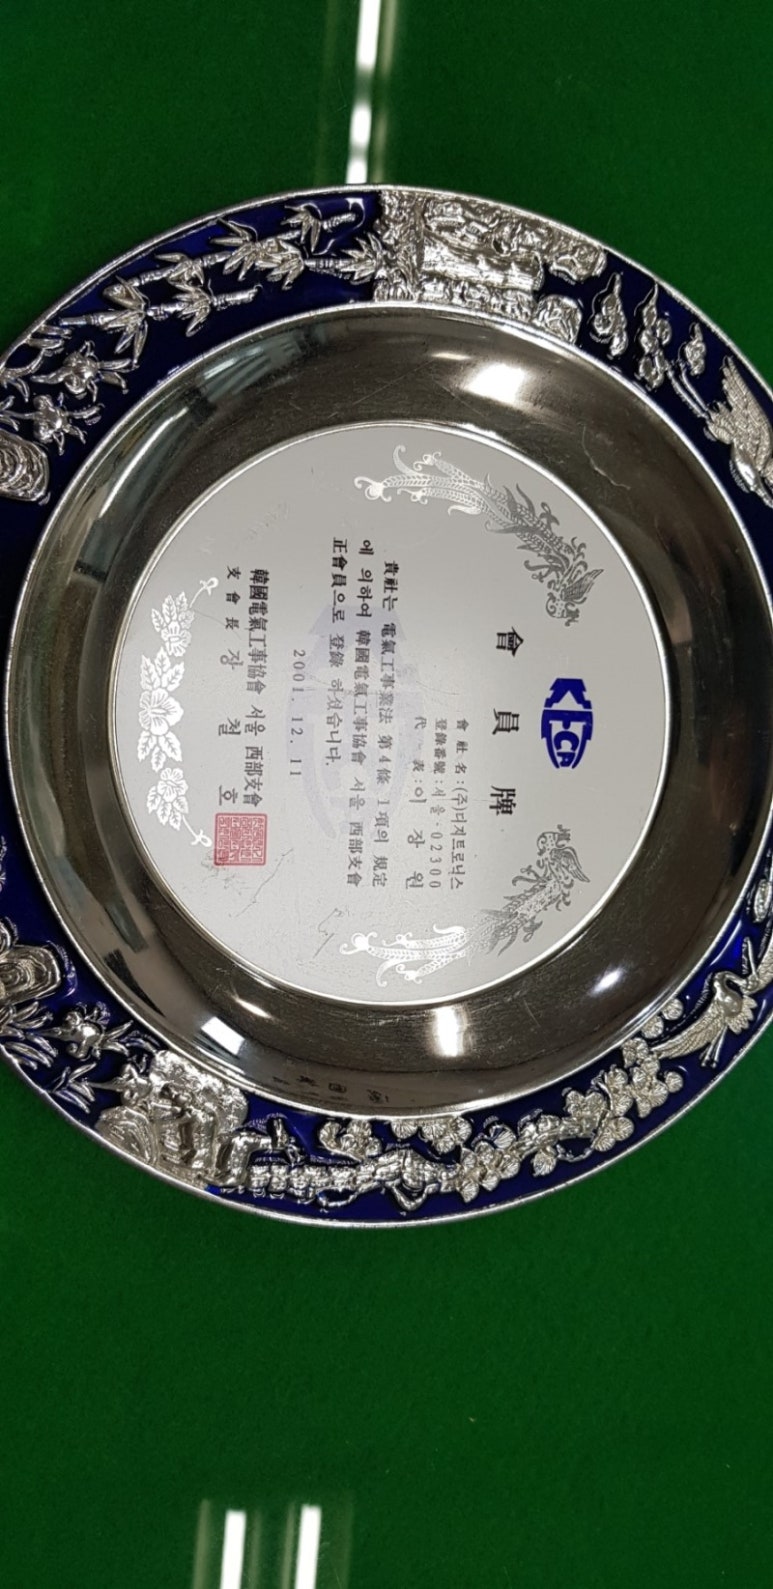 KECA
會員牌
會社名 : (주)디지트로닉스
登錄番號 : 서울-02300
代表 : 이장원
貴社는 電氣工事業法 第4條 1項의 規定
에 의하여 韓國電氣工事協會 서울 西部支會
正會員으로 登錄 하셨습니다.
2001. 12. 11
韓國電氣工事協會 서울 西部支會
支會長 장철호